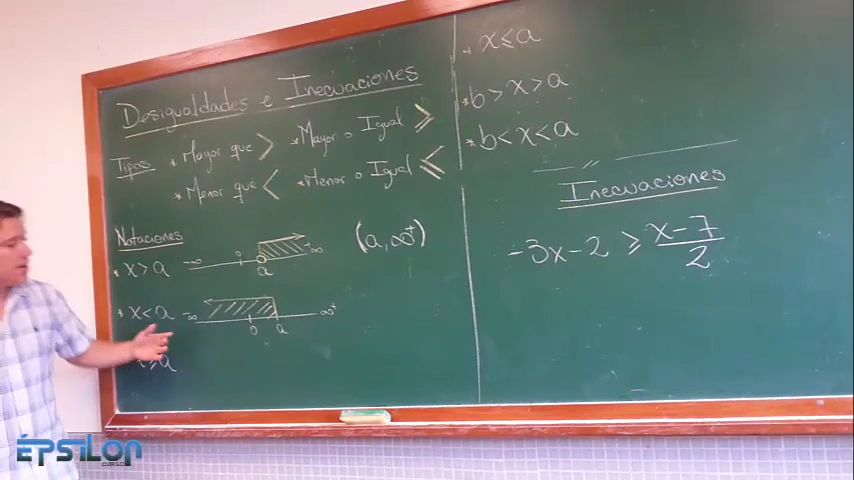 Desigualdades e Inecuaciones
Tipos * Mayor que > * Mayor o Igual ≥
* Menor que < * Menor o Igual ≤
Notaciones
* x > a -∞ 0 a +∞ (a, ∞⁺)
* x < a -∞ 0 a ∞⁺
x ≥ a
* x ≤ a
* b > x > a
* b < x < a
Inecuaciones
-3x - 2 ≥ x - 7
2
EPSILON